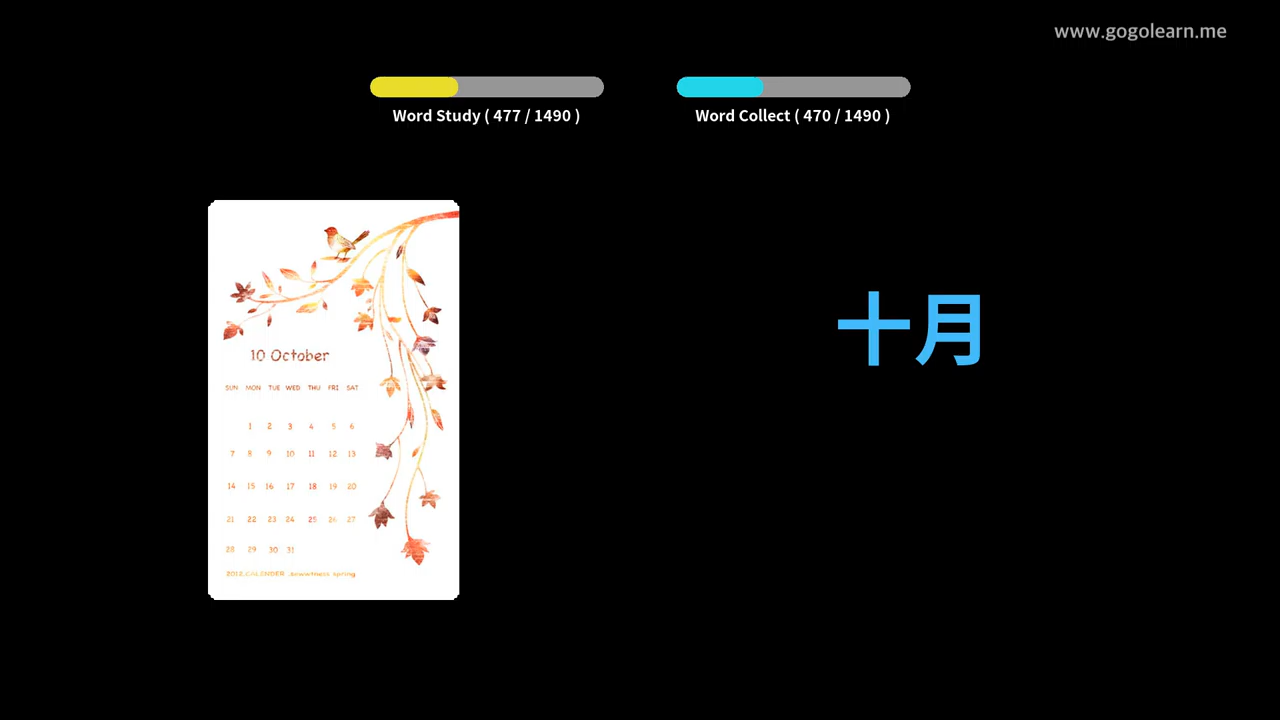 www.gogolearn.me
Word Study ( 477 / 1490 )
Word Collect ( 470 / 1490 )
十月
10 October
SUN MON TUE WED THU FRI SAT
1 2 3 4 5 6
7 8 9 10 11 12 13
14 15 16 17 18 19 20
21 22 23 24 25 26 27
28 29 30 31
2012.CALENDER spring